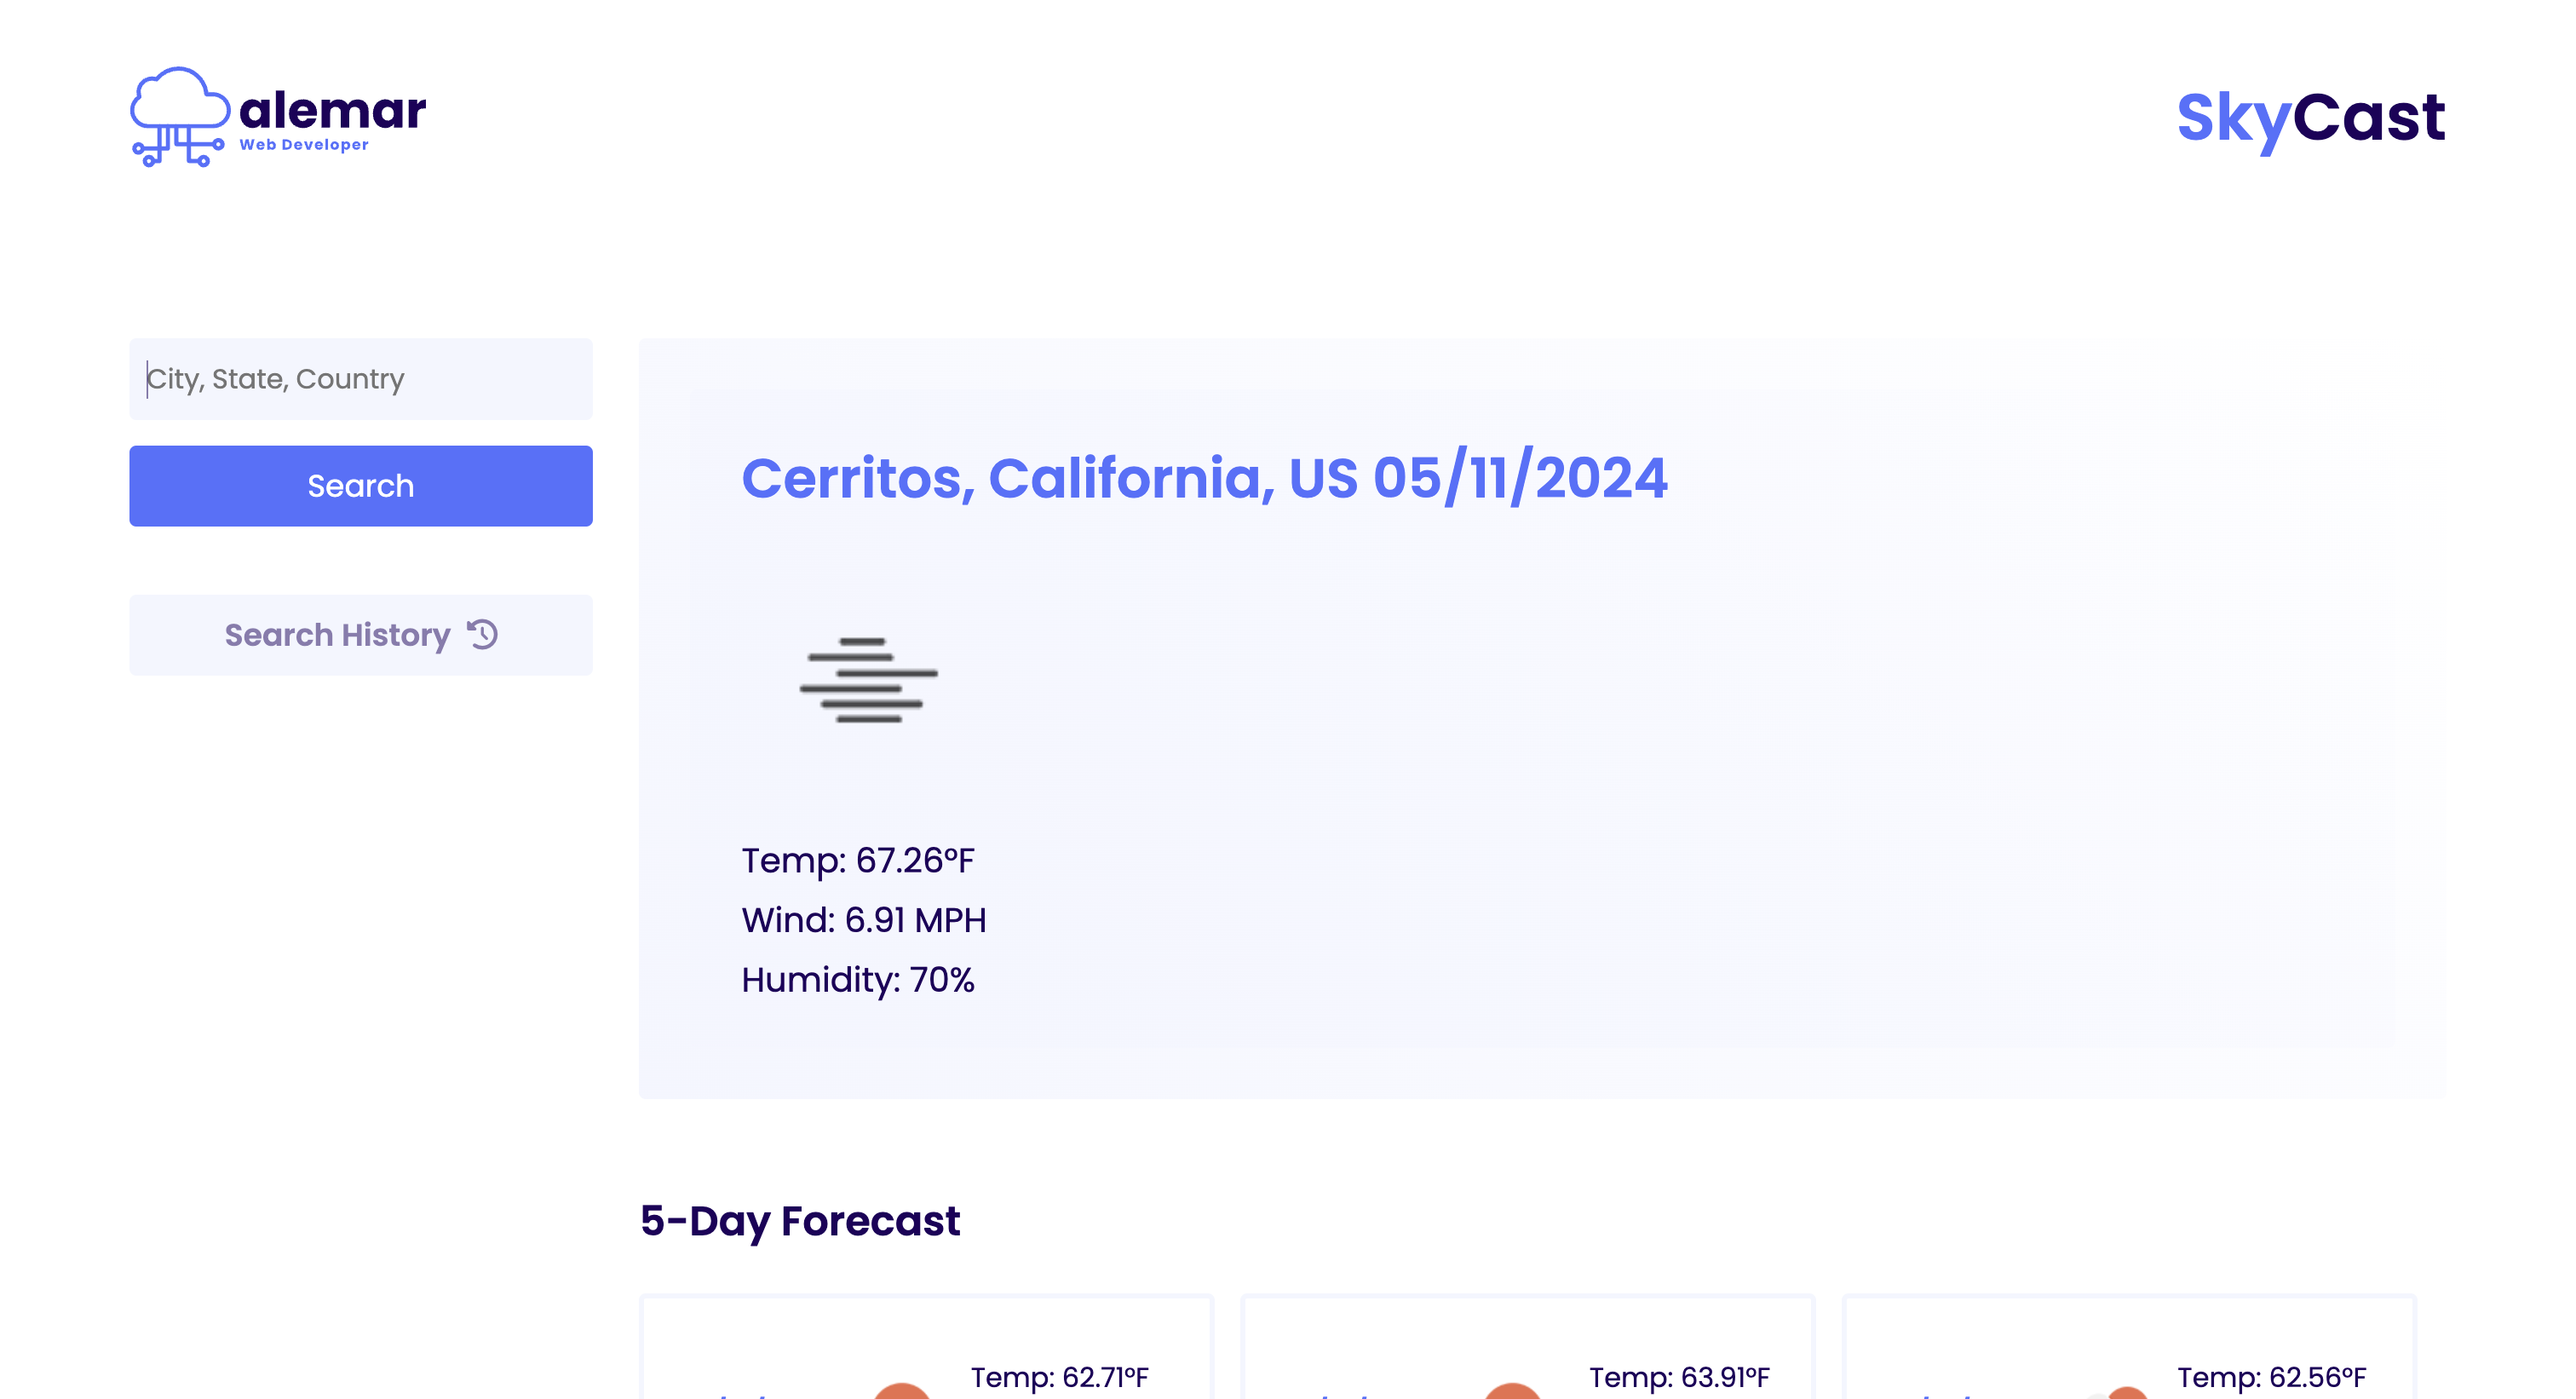 alemar
Web Developer
SkyCast
City, State, Country
Search
Search History
Cerritos, California, US 05/11/2024
Temp: 67.26°F
Wind: 6.91 MPH
Humidity: 70%
5-Day Forecast
Temp: 62.71°F
Temp: 63.91°F
Temp: 62.56°F